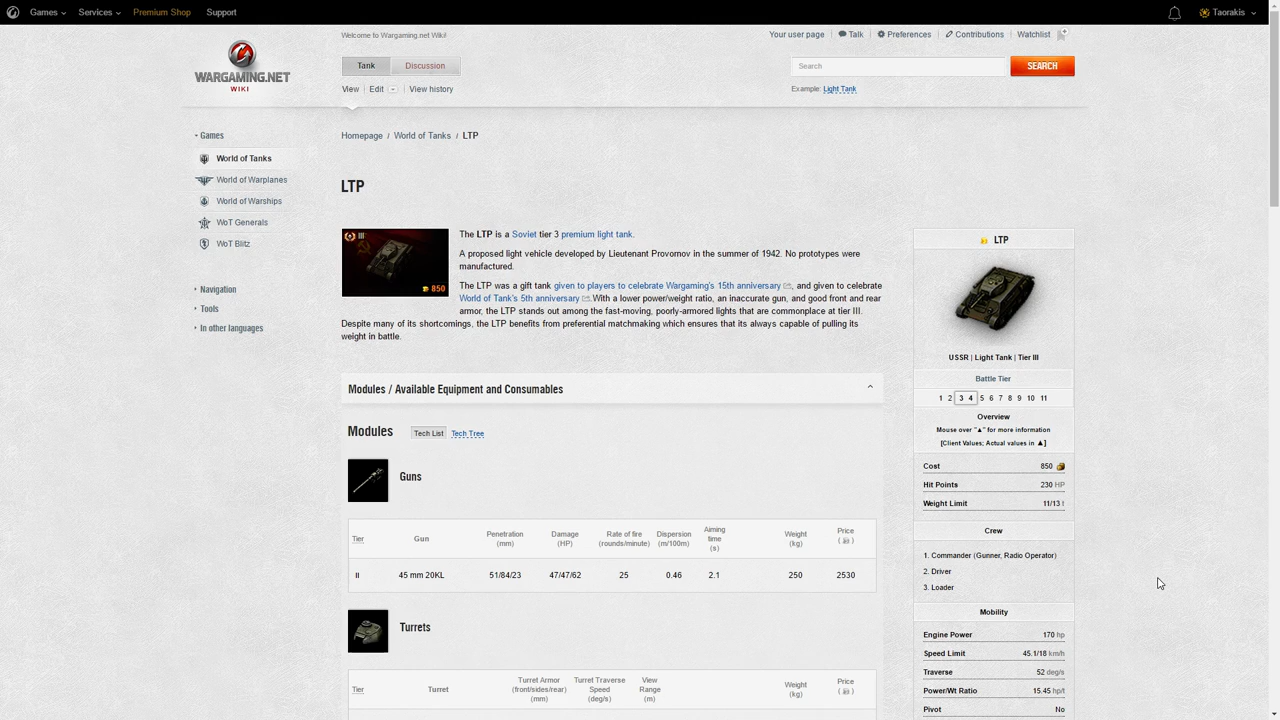 Games Services Premium Shop Support Taorakis
Welcome to Wargaming.net Wiki! Your user page Talk Preferences Contributions Watchlist
WARGAMING.NET
WIKI
Tank Discussion Search SEARCH
View Edit View history Example: Light Tank
Games
World of Tanks
World of Warplanes
World of Warships
WoT Generals
WoT Blitz
Navigation
Tools
In other languages
Homepage / World of Tanks / LTP
LTP
III
850
The LTP is a Soviet tier 3 premium light tank.
A proposed light vehicle developed by Lieutenant Provornov in the summer of 1942. No prototypes were
manufactured.
The LTP was a gift tank given to players to celebrate Wargaming's 15th anniversary, and given to celebrate
World of Tank's 5th anniversary .With a lower power/weight ratio, an inaccurate gun, and good front and rear
armor, the LTP stands out among the fast-moving, poorly-armored lights that are commonplace at tier III.
Despite many of its shortcomings, the LTP benefits from preferential matchmaking which ensures that its always capable of pulling its
weight in battle.
Modules / Available Equipment and Consumables
Modules Tech List Tech Tree
Guns
Tier Gun Penetration (mm) Damage (HP) Rate of fire (rounds/minute) Dispersion (m/100m) Aiming time (s) Weight (kg) Price ( )
II 45 mm 20KL 51/84/23 47/47/62 25 0.46 2.1 250 2530
Turrets
Tier Turret Turret Armor (front/sides/rear) (mm) Turret Traverse Speed (deg/s) View Range (m) Weight (kg) Price ( )
LTP
USSR | Light Tank | Tier III
Battle Tier
1 2 3 4 5 6 7 8 9 10 11
Overview
Mouse over "▲" for more information
[Client Values; Actual values in ▲]
Cost 850
Hit Points 230 HP
Weight Limit 11/13 t
Crew
1. Commander (Gunner, Radio Operator)
2. Driver
3. Loader
Mobility
Engine Power 170 hp
Speed Limit 45.1/18 km/h
Traverse 52 deg/s
Power/Wt Ratio 15.45 hp/t
Pivot No